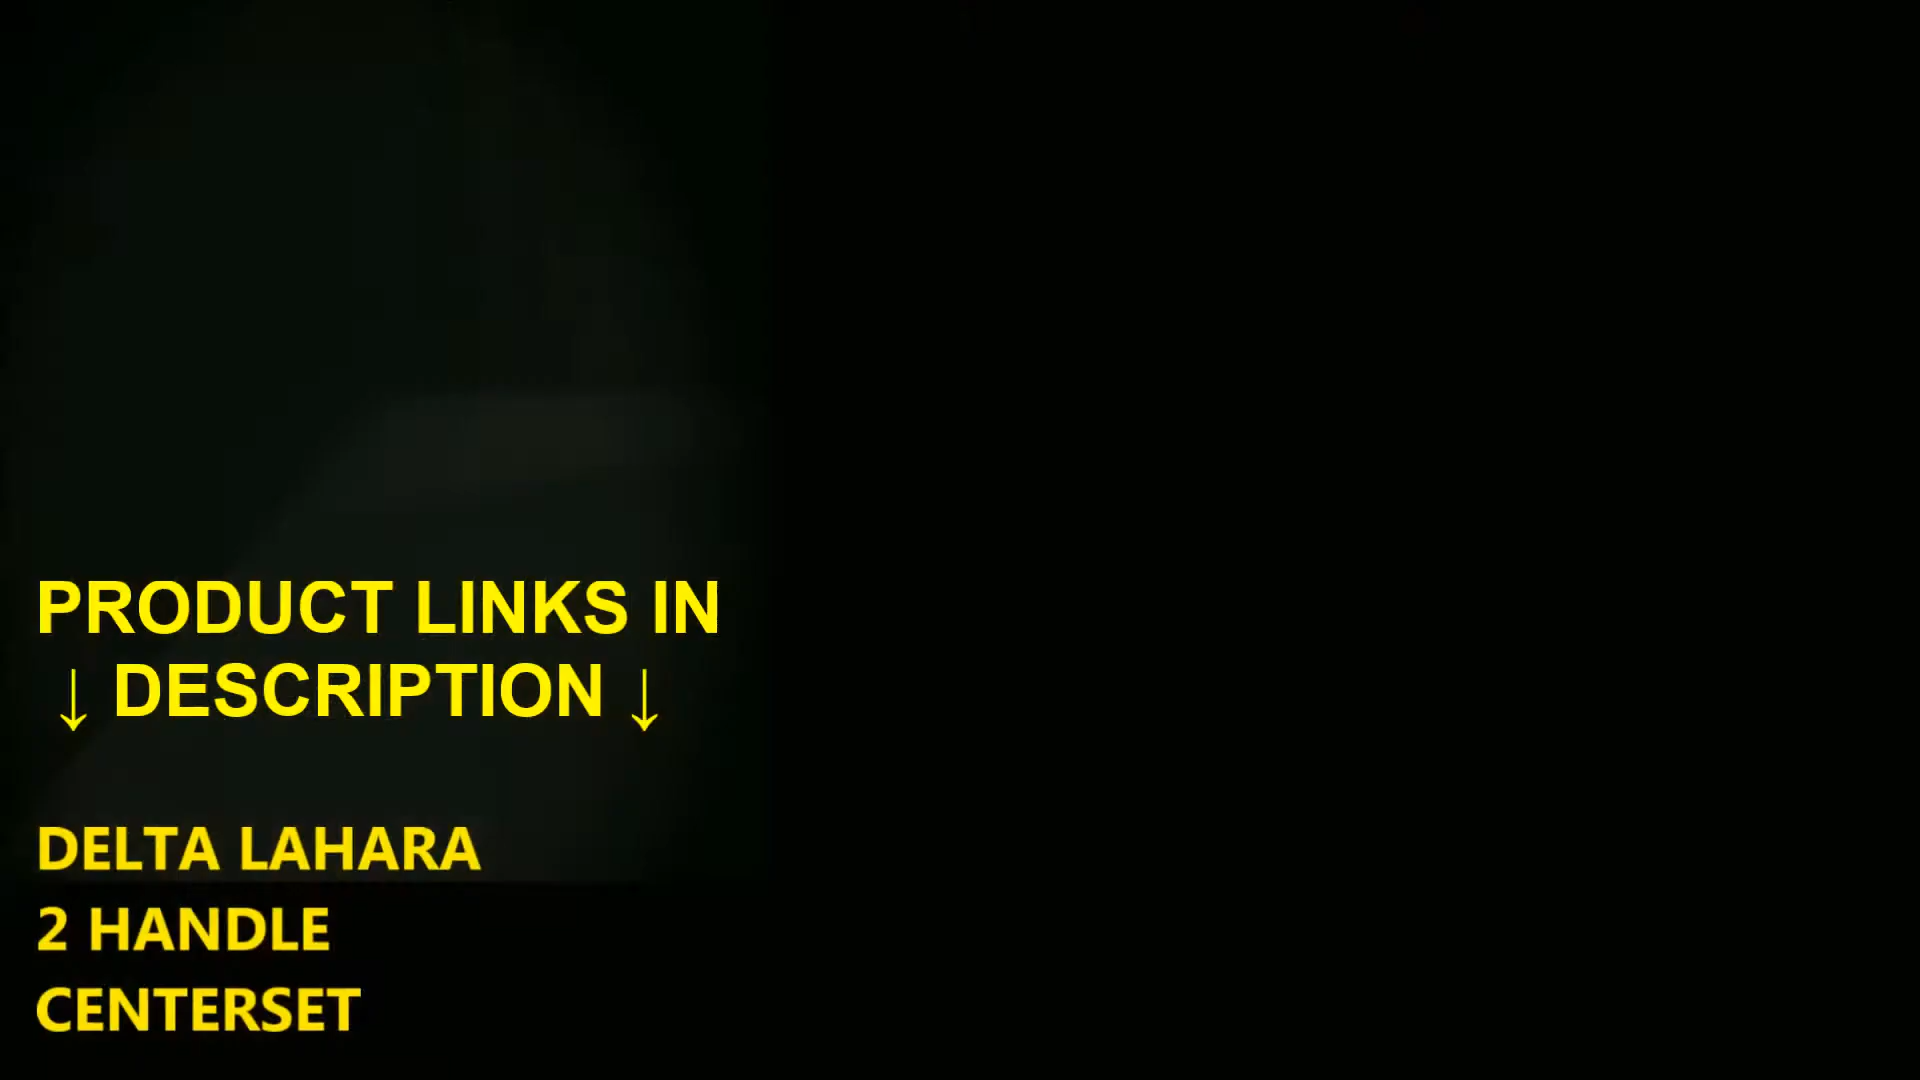 PRODUCT LINKS IN
↓ DESCRIPTION ↓
DELTA LAHARA
2 HANDLE
CENTERSET